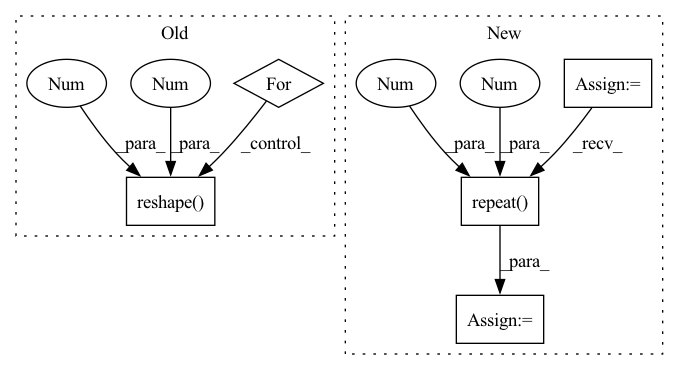 Old
New
Num
Num
For
Num
Num
Assign:=
_para_
_para_
_control_
_para_
_para_
_recv_
reshape()
repeat()
_para_
Assign:=